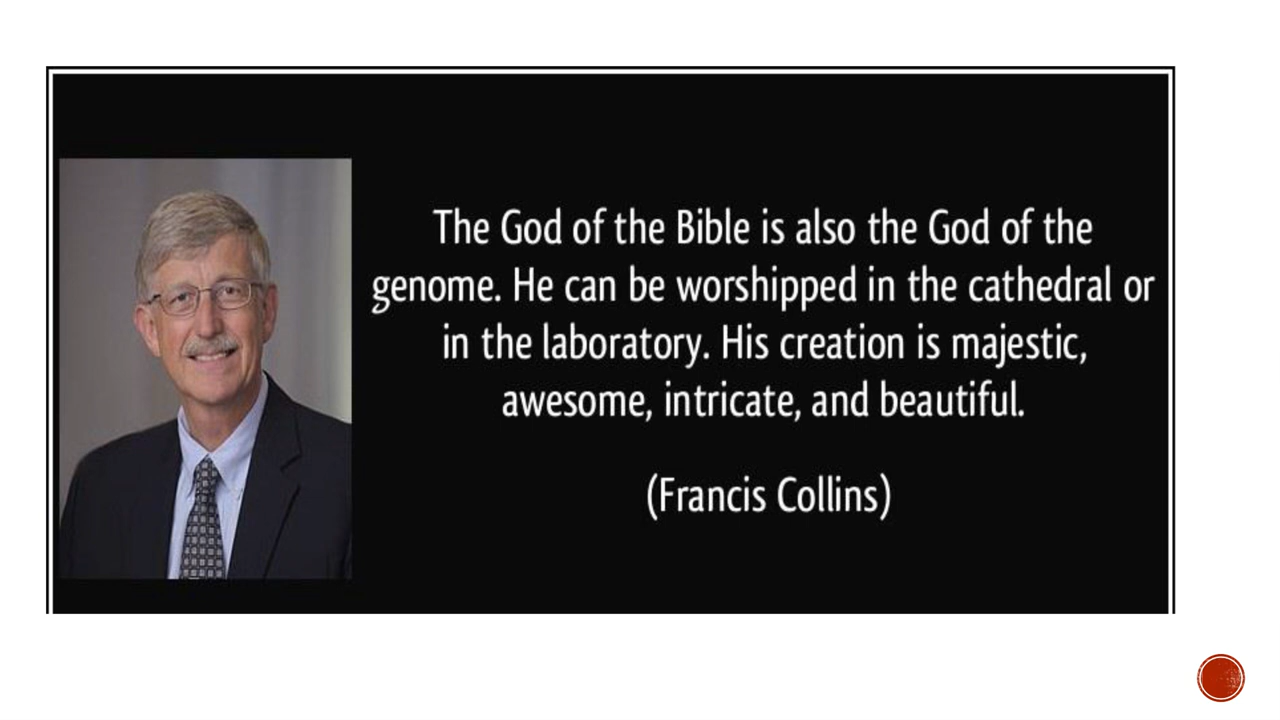 The God of the Bible is also the God of the
genome. He can be worshipped in the cathedral or
in the laboratory. His creation is majestic,
awesome, intricate, and beautiful.
(Francis Collins)